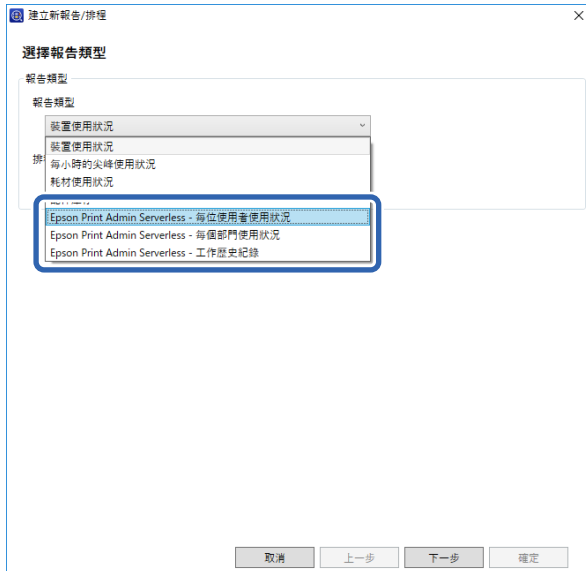 建立新報告/排程
選擇報告類型
報告類型
報告類型
裝置使用狀況
裝置使用狀況
每小時的尖峰使用狀況
排
耗材使用狀況
Epson Print Admin Serverless - 每位使用者使用狀況
Epson Print Admin Serverless - 每個部門使用狀況
Epson Print Admin Serverless - 工作歷史紀錄
取消
上一步
下一步
確定